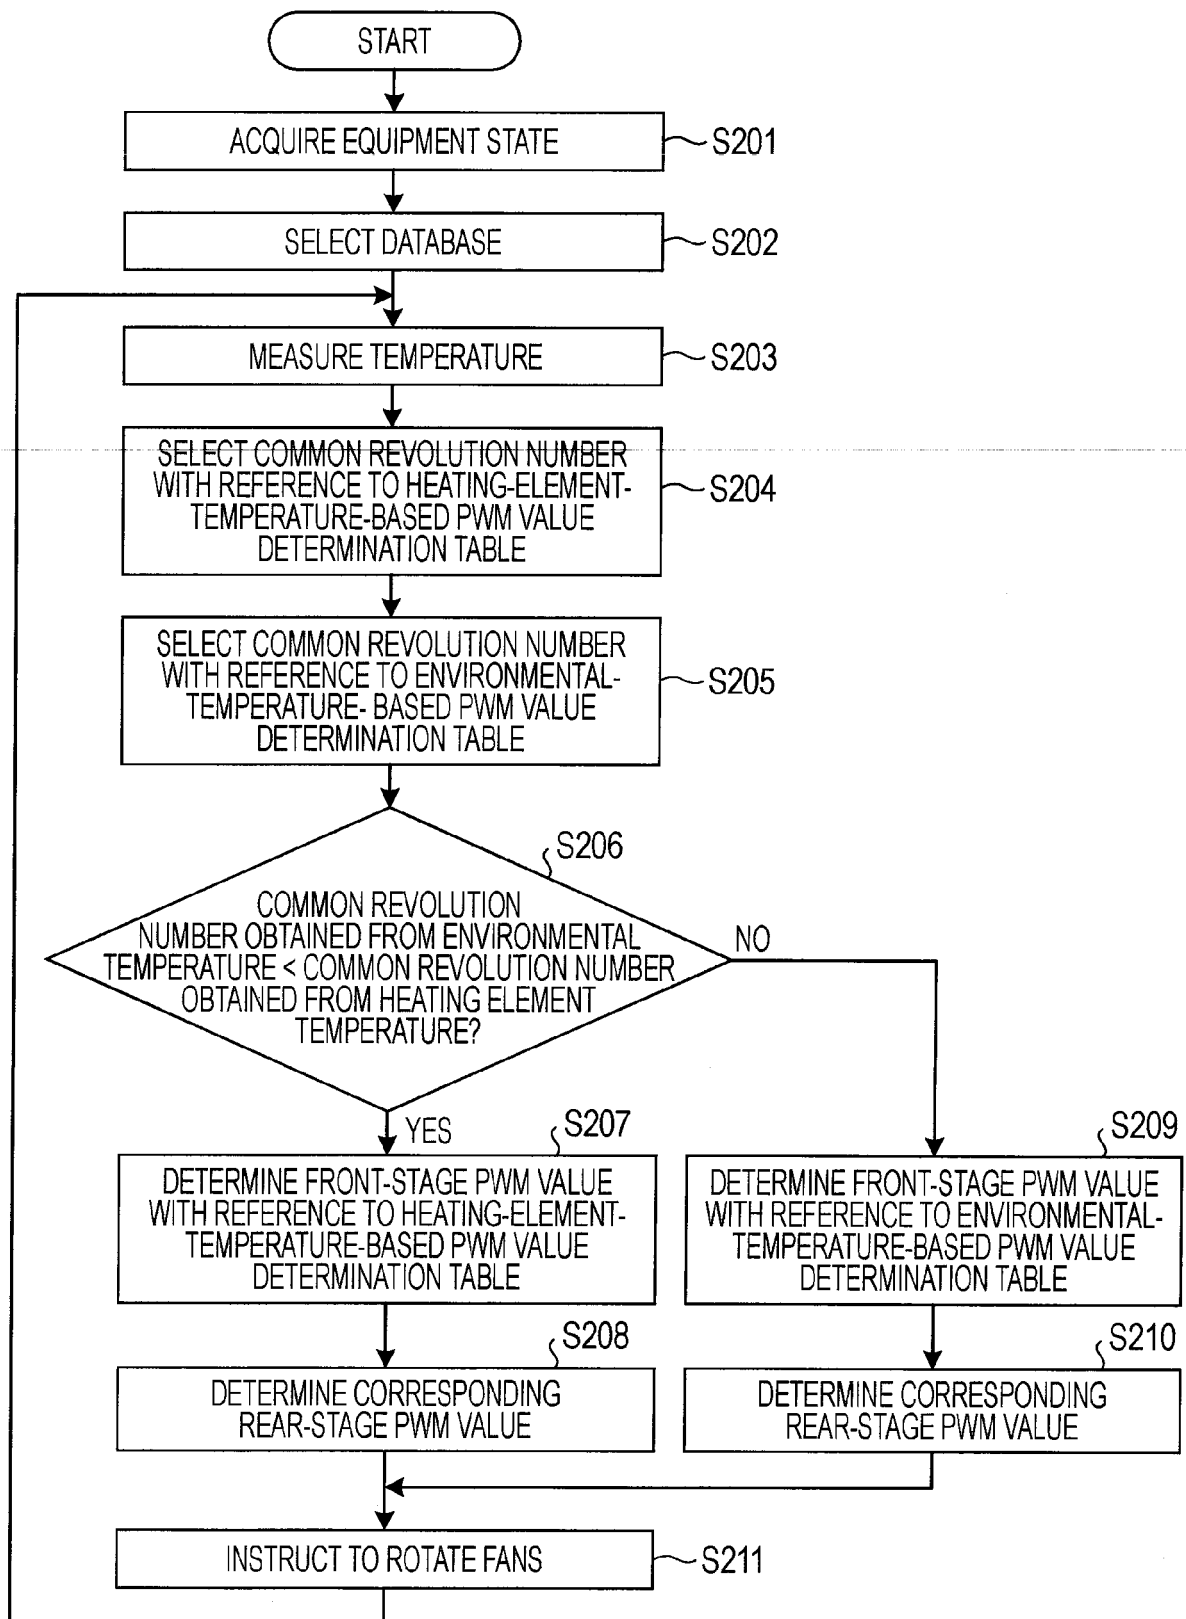 START
ACQUIRE EQUIPMENT STATE
S201
SELECT DATABASE
S202
MEASURE TEMPERATURE
S203
SELECT COMMON REVOLUTION NUMBER
WITH REFERENCE TO HEATING-ELEMENT-
TEMPERATURE-BASED PWM VALUE
DETERMINATION TABLE
S204
SELECT COMMON REVOLUTION NUMBER
WITH REFERENCE TO ENVIRONMENTAL-
TEMPERATURE- BASED PWM VALUE
DETERMINATION TABLE
S205
S206
COMMON REVOLUTION
NUMBER OBTAINED FROM ENVIRONMENTAL
TEMPERATURE < COMMON REVOLUTION NUMBER
OBTAINED FROM HEATING ELEMENT
TEMPERATURE?
NO
YES
S207
DETERMINE FRONT-STAGE PWM VALUE
WITH REFERENCE TO HEATING-ELEMENT-
TEMPERATURE-BASED PWM VALUE
DETERMINATION TABLE
S209
DETERMINE FRONT-STAGE PWM VALUE
WITH REFERENCE TO ENVIRONMENTAL-
TEMPERATURE-BASED PWM VALUE
DETERMINATION TABLE
S208
DETERMINE CORRESPONDING
REAR-STAGE PWM VALUE
S210
DETERMINE CORRESPONDING
REAR-STAGE PWM VALUE
INSTRUCT TO ROTATE FANS
S211